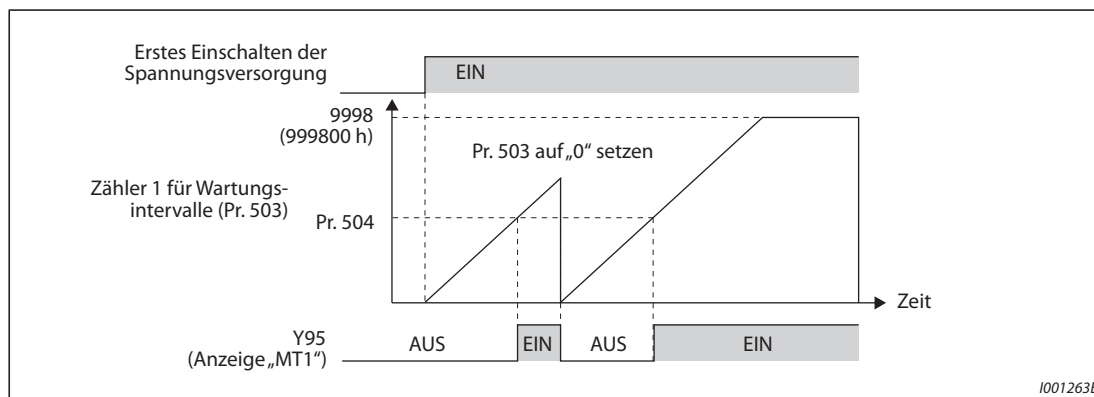 Erstes Einschalten der
Spannungsversorgung
EIN
9998
(999800 h)
Pr. 503 auf „0“ setzen
Zähler 1 für Wartungs-
intervalle (Pr. 503)
Pr. 504
Zeit
Y95
(Anzeige „MT1“)
AUS
EIN
AUS
EIN
I001263E